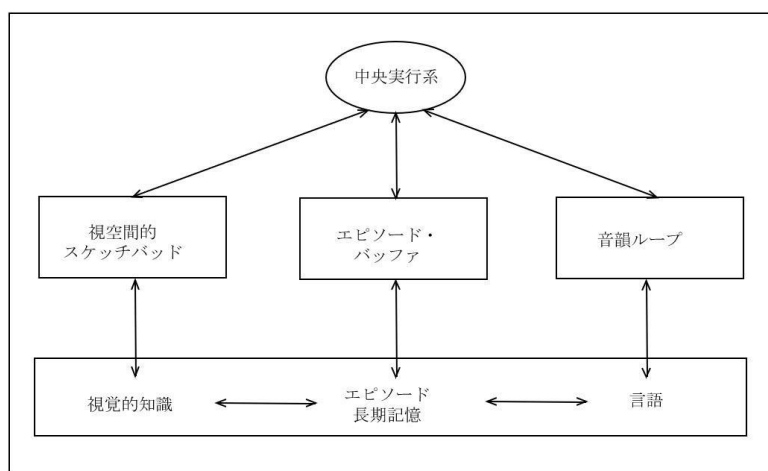 中央実行系
視空間的
スケッチバッド
エピソード・
バッファ
音韻ループ
視覚的知識
エピソード
長期記憶
言語